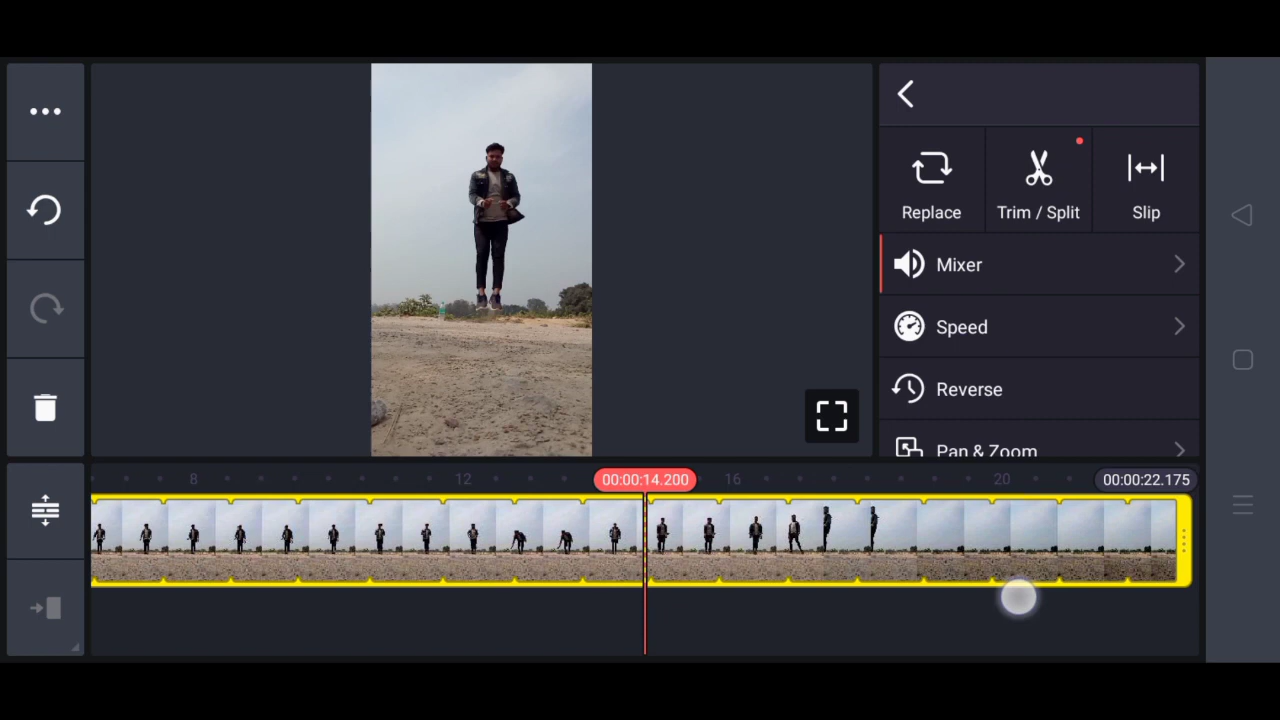 Replace
Trim / Split
Slip
Mixer
Speed
Reverse
Pan & Zoom
8
12
00:00:14.200
16
20
00:00:22.175